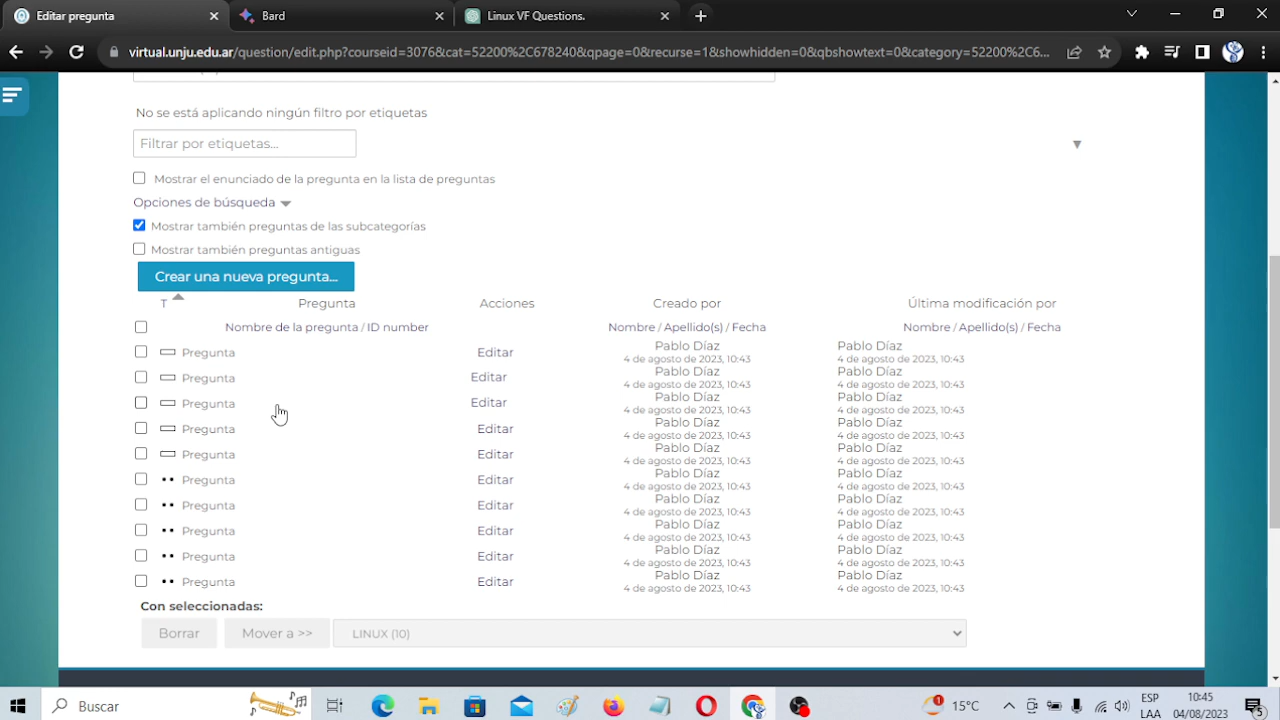 Editar pregunta
Bard
Linux VF Questions.
virtual.unju.edu.ar/question/edit.php?courseid=3076&cat=52200%2C678240&qpage=0&recurse=1&showhidden=0&qbshowtext=0&category=52200%2C6...
No se está aplicando ningún filtro por etiquetas
Filtrar por etiquetas...
Mostrar el enunciado de la pregunta en la lista de preguntas
Opciones de búsqueda
Mostrar también preguntas de las subcategorías
Mostrar también preguntas antiguas
Crear una nueva pregunta...
T Pregunta Acciones Creado por Última modificación por
Nombre de la pregunta / ID number Nombre / Apellido(s) / Fecha Nombre / Apellido(s) / Fecha
Pregunta Editar Pablo Díaz 4 de agosto de 2023, 10:43 Pablo Díaz 4 de agosto de 2023, 10:43
Pregunta Editar Pablo Díaz 4 de agosto de 2023, 10:43 Pablo Díaz 4 de agosto de 2023, 10:43
Pregunta Editar Pablo Díaz 4 de agosto de 2023, 10:43 Pablo Díaz 4 de agosto de 2023, 10:43
Pregunta Editar Pablo Díaz 4 de agosto de 2023, 10:43 Pablo Díaz 4 de agosto de 2023, 10:43
Pregunta Editar Pablo Díaz 4 de agosto de 2023, 10:43 Pablo Díaz 4 de agosto de 2023, 10:43
Pregunta Editar Pablo Díaz 4 de agosto de 2023, 10:43 Pablo Díaz 4 de agosto de 2023, 10:43
Pregunta Editar Pablo Díaz 4 de agosto de 2023, 10:43 Pablo Díaz 4 de agosto de 2023, 10:43
Pregunta Editar Pablo Díaz 4 de agosto de 2023, 10:43 Pablo Díaz 4 de agosto de 2023, 10:43
Pregunta Editar Pablo Díaz 4 de agosto de 2023, 10:43 Pablo Díaz 4 de agosto de 2023, 10:43
Pregunta Editar Pablo Díaz 4 de agosto de 2023, 10:43 Pablo Díaz 4 de agosto de 2023, 10:43
Con seleccionadas:
Borrar Mover a >> LINUX (10)
Buscar
15°C
ESP
LAA
10:45
04/08/2023